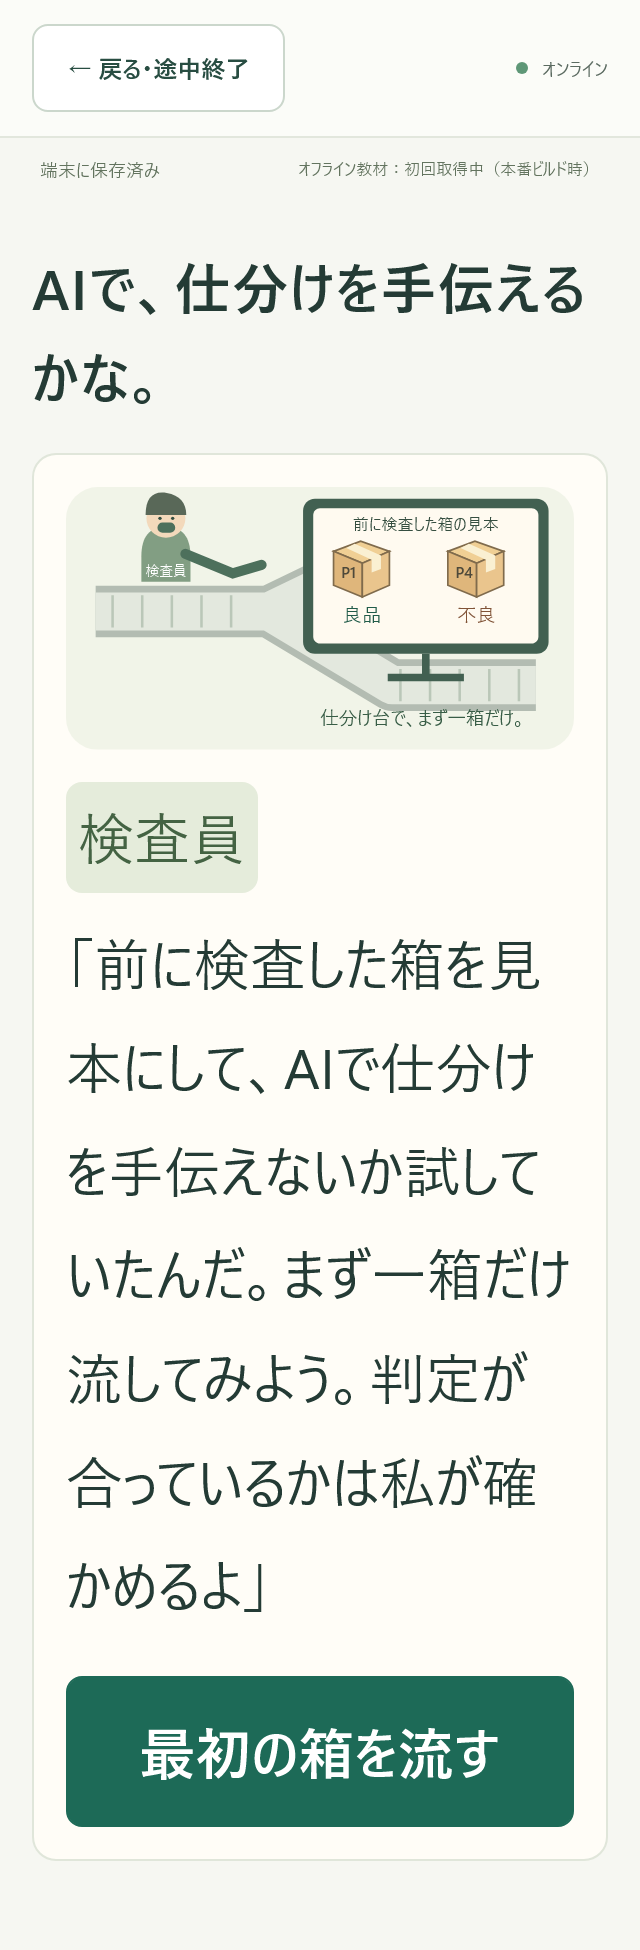 ← 戻る・途中終了
オンライン
端末に保存済み
オフライン教材：初回取得中（本番ビルド時）
AIで、仕分けを手伝える
かな。
前に検査した箱の見本
P1
P4
良品
不良
検査員
仕分け台で、まず一箱だけ。
検査員
「前に検査した箱を見
本にして、AIで仕分け
を手伝えないか試して
いたんだ。まず一箱だけ
流してみよう。判定が
合っているかは私が確
かめるよ」
最初の箱を流す